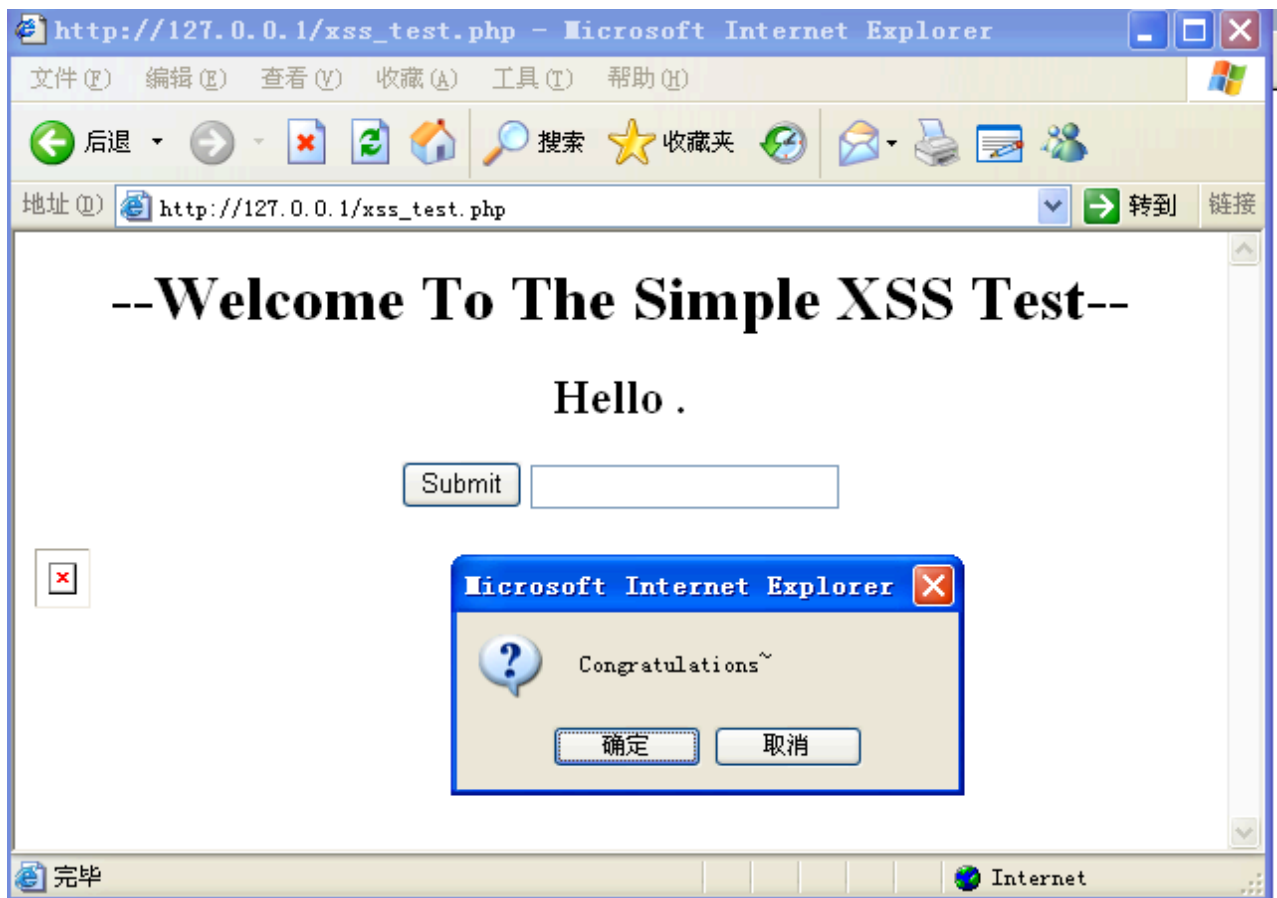 http://127.0.0.1/xss_test.php - Microsoft Internet Explorer
文件(F) 编辑(E) 查看(V) 收藏(A) 工具(T) 帮助(H)
后退 搜索 收藏夹
地址(D) http://127.0.0.1/xss_test.php 转到 链接
--Welcome To The Simple XSS Test--
Hello .
Submit
Microsoft Internet Explorer
Congratulations~
确定 取消
完毕 Internet